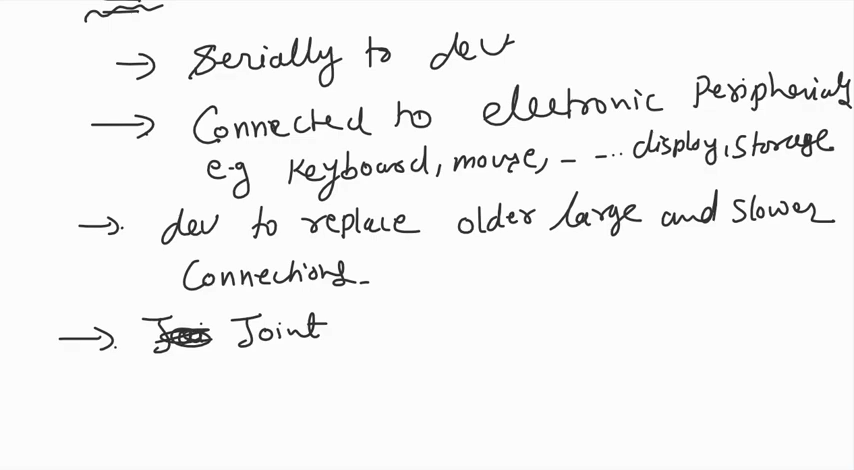 → Serially to dev
→ Connected to electronic Peripherials
e-g Keyboard, mouse, - -... display, storage
→ dev to replace older large and slower
Connections
→ Joint